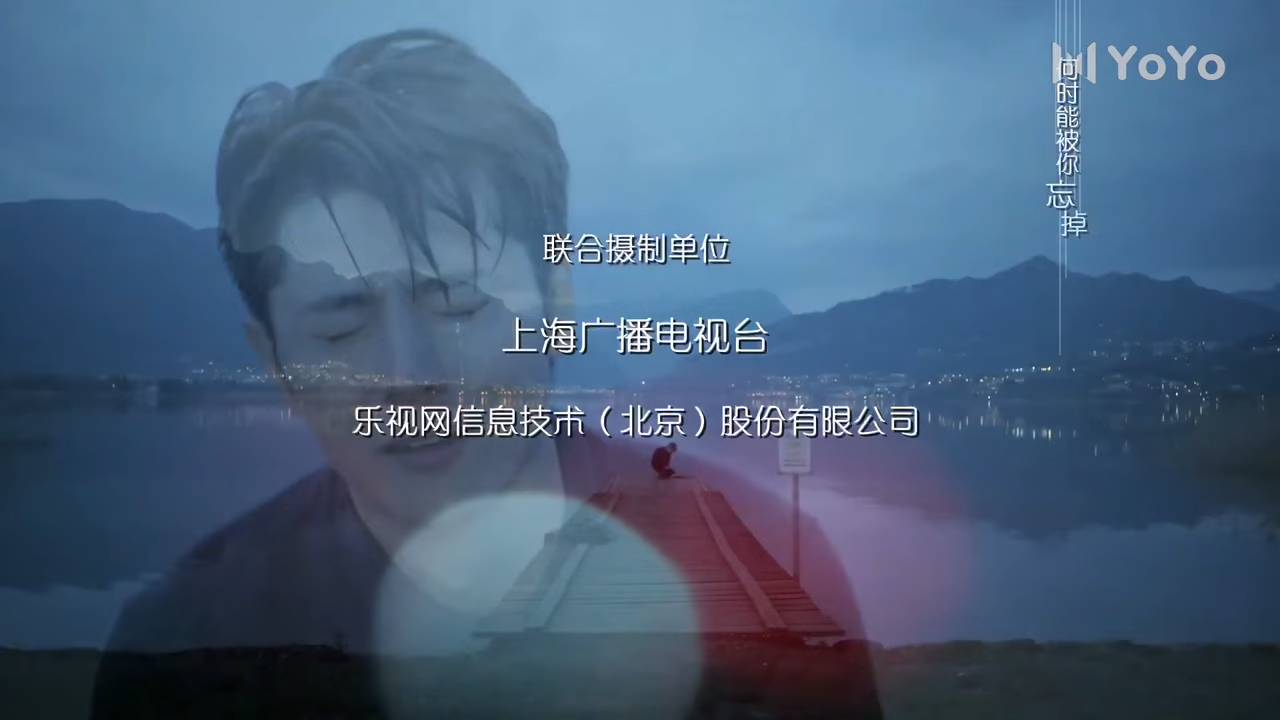 YoYo
何时能被你忘掉
联合摄制单位
上海广播电视台
乐视网信息技术（北京）股份有限公司